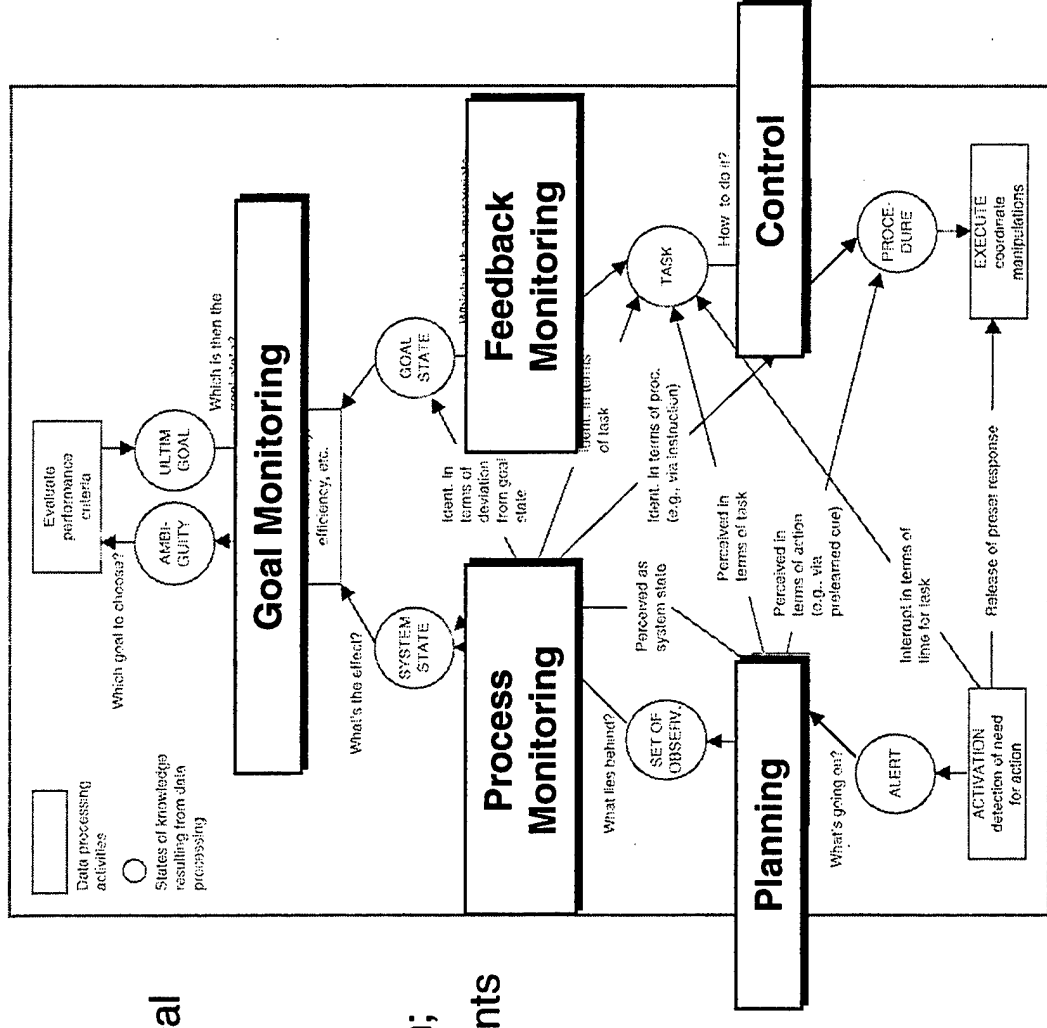 al
;
nts
Data processing
activities
States of knowledge
resulting from data
processing
Evaluate
performance
criteria
Which goal to choose?
AMBI-
GUITY
ULTIM
GOAL
Which is then the
Goal Monitoring
What's the effect?
efficiency, etc.
SYSTEM
STATE
GOAL
STATE
Process
Monitoring
Ident. In
terms of
deviation
from goal
state
Feedback
Monitoring
Ident. In terms
of task
What lies behind?
SET OF
OBSERV.
Perceived as
system state
Ident. In terms of proc.
(e.g., via instruction)
TASK
How to do it?
Planning
Perceived in
terms of task
Control
Perceived in
terms of action
(e.g., via
prelearned cue)
What's going on?
ALERT
Interrupt in terms of
time for task
PROCE-
DURE
ACTIVATION
detection of need
for action
Release of preset response
EXECUTE
coordinate
manipulations